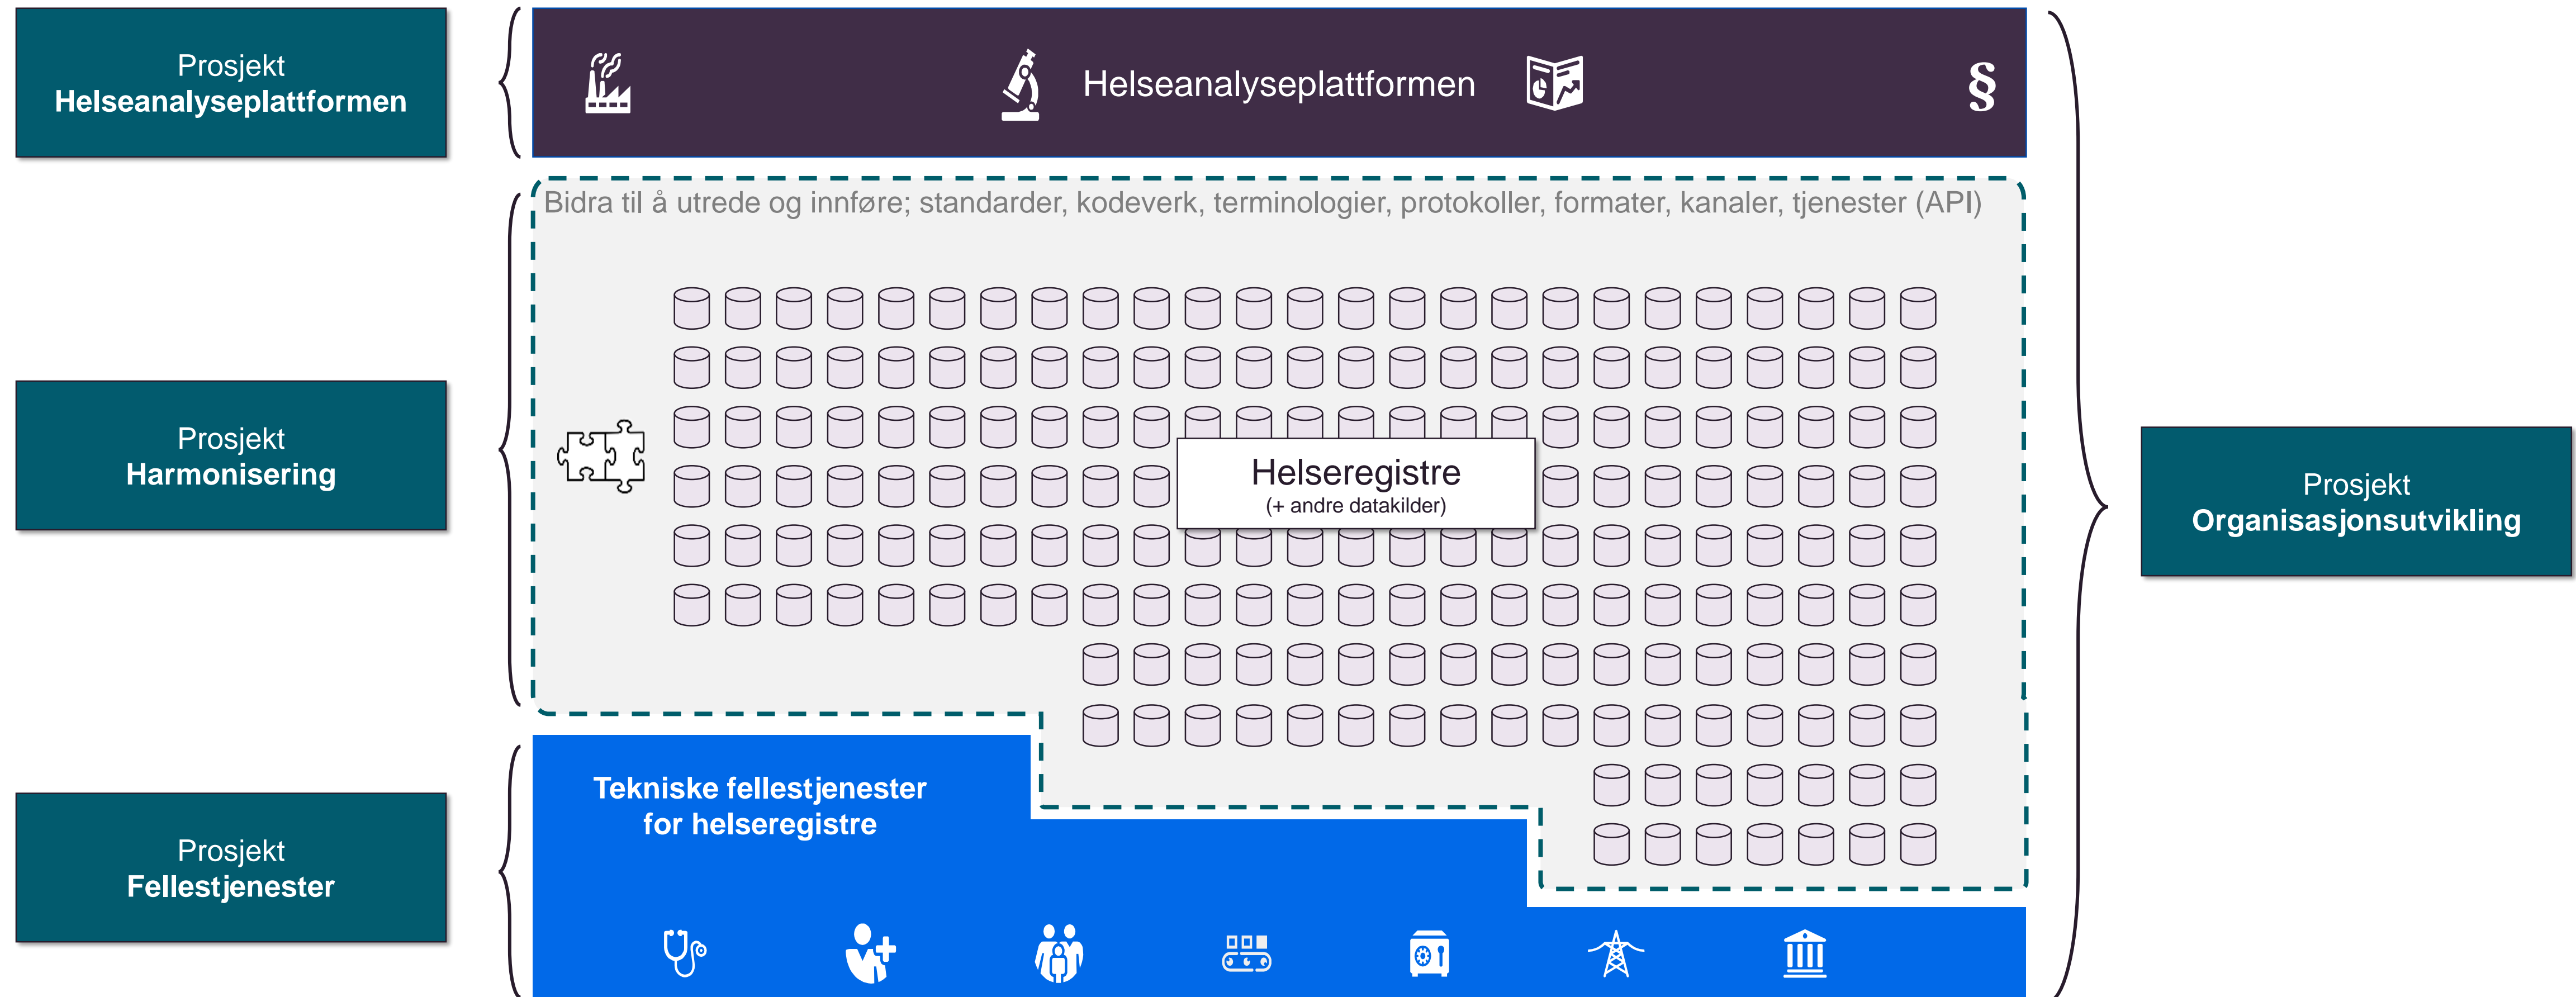 Prosjekt
Helseanalyseplattformen
Helseanalyseplattformen
§
Bidra til å utrede og innføre; standarder, kodeverk, terminologier, protokoller, formater, kanaler, tjenester (API)
Prosjekt
Harmonisering
Helseregistre
(+ andre datakilder)
Prosjekt
Organisasjonsutvikling
Tekniske fellestjenester
for helseregistre
Prosjekt
Fellestjenester